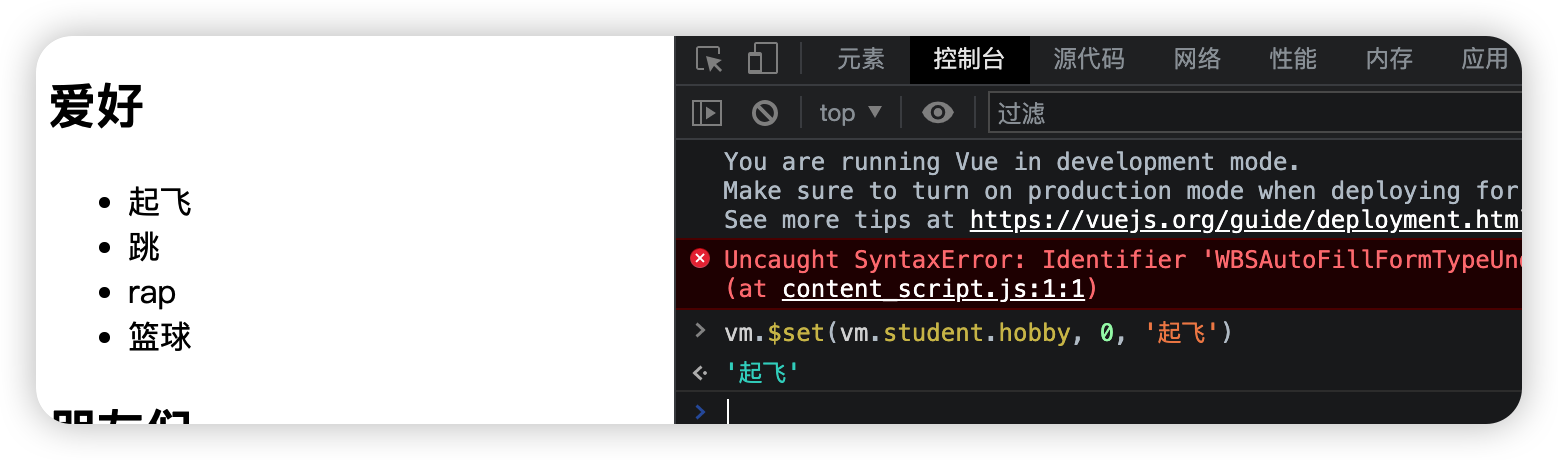 爱好
起飞
跳
rap
篮球
元素 控制台 源代码 网络 性能 内存 应用
top 过滤
You are running Vue in development mode.
Make sure to turn on production mode when deploying for
See more tips at https://vuejs.org/guide/deployment.html
Uncaught SyntaxError: Identifier 'WBSAutoFillFormTypeUn
(at content_script.js:1:1)
vm.$set(vm.student.hobby, 0, '起飞')
'起飞'